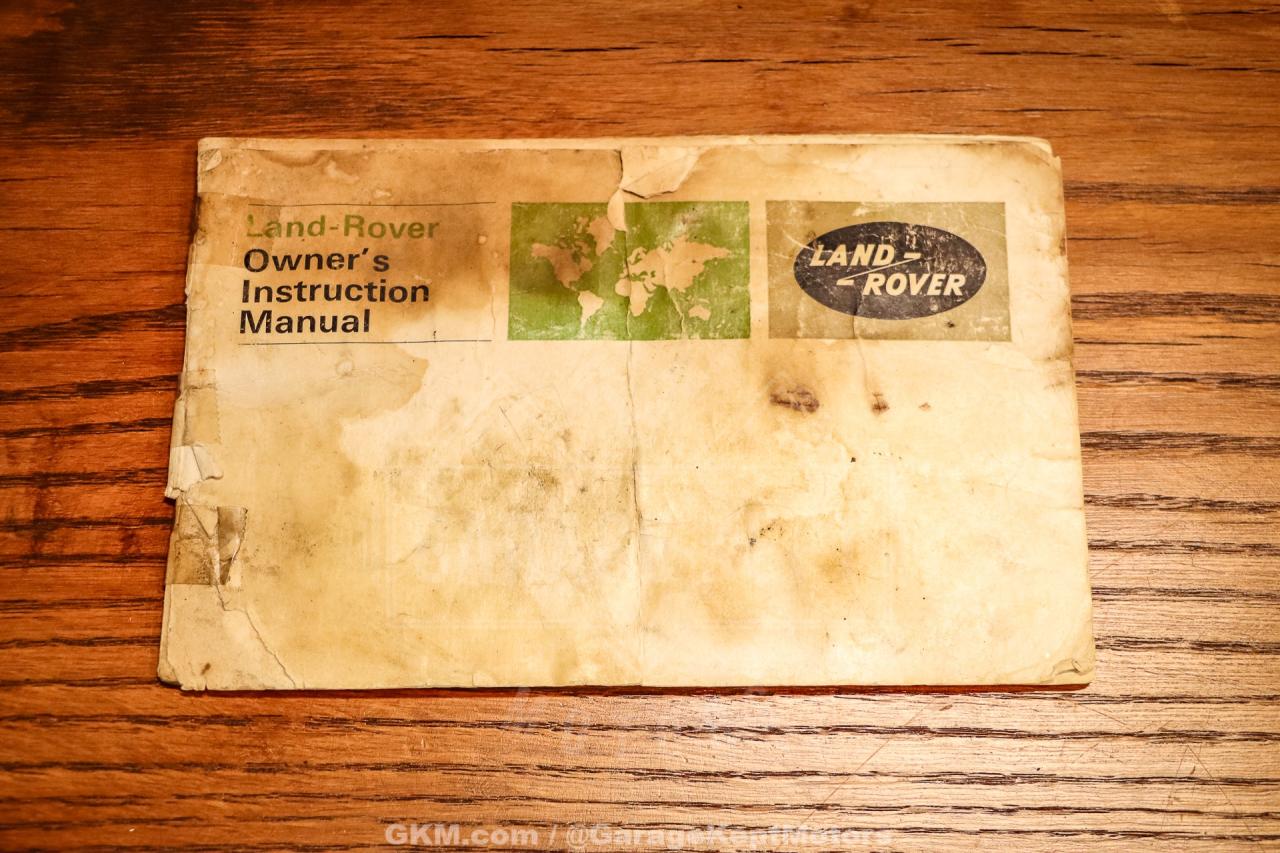 Land-Rover
Owner's
Instruction
Manual
LAND -
- ROVER
GKM.com / @GarageKeptMotors